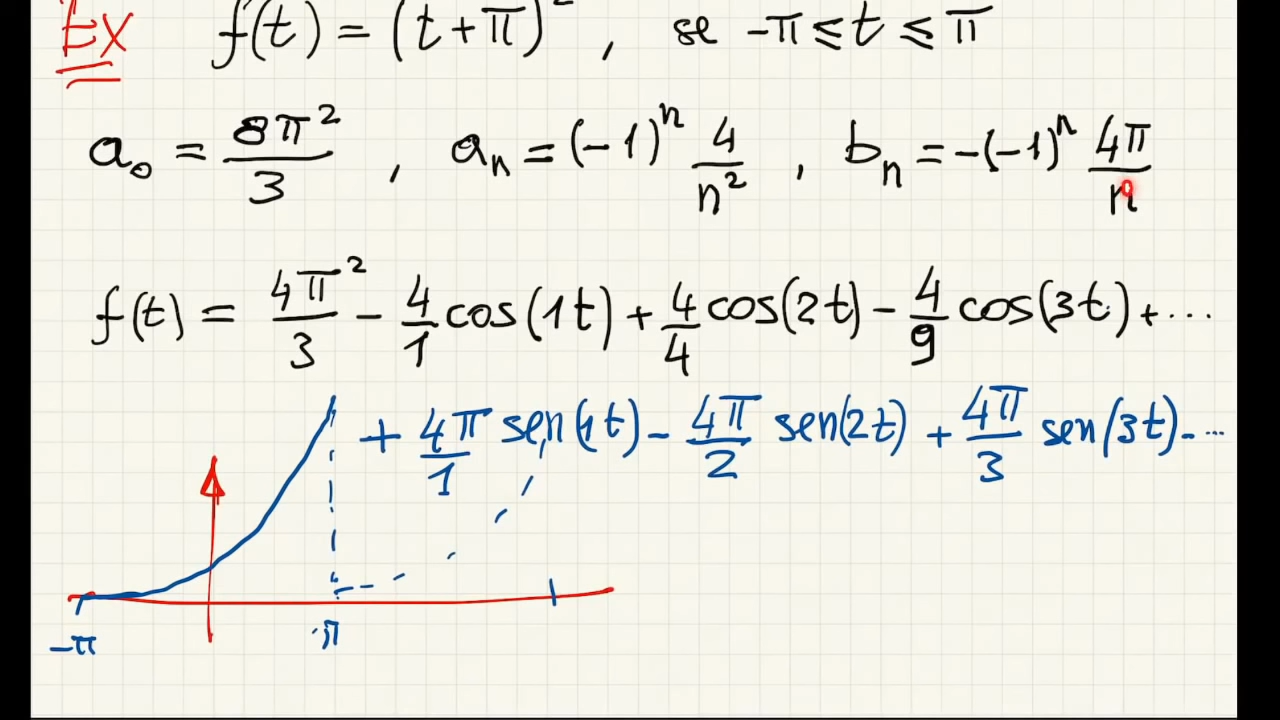 Ex f(t) = (t+π)² , se -π ≤ t ≤ π
a₀ = 8π²/3 , aₙ = (-1)ⁿ 4/n² , bₙ = -(-1)ⁿ 4π/n
f(t) = 4π²/3 - 4/1 cos(1t) + 4/4 cos(2t) - 4/9 cos(3t) + ...
+ 4π/1 sen(1t) - 4π/2 sen(2t) + 4π/3 sen(3t) - ...
-π π